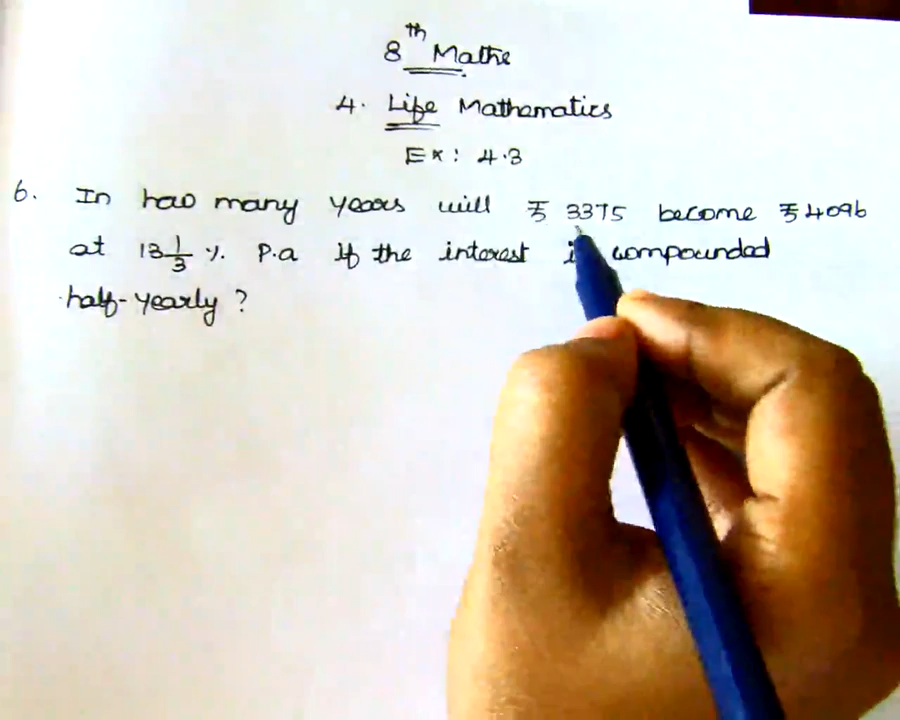 8th Maths
4. Life Mathematics
Ex: 4.3
6. In how many years will ₹ 3375 become ₹ 4096
at 13 1/3 %. P.a if the interest i compounded
half-yearly?